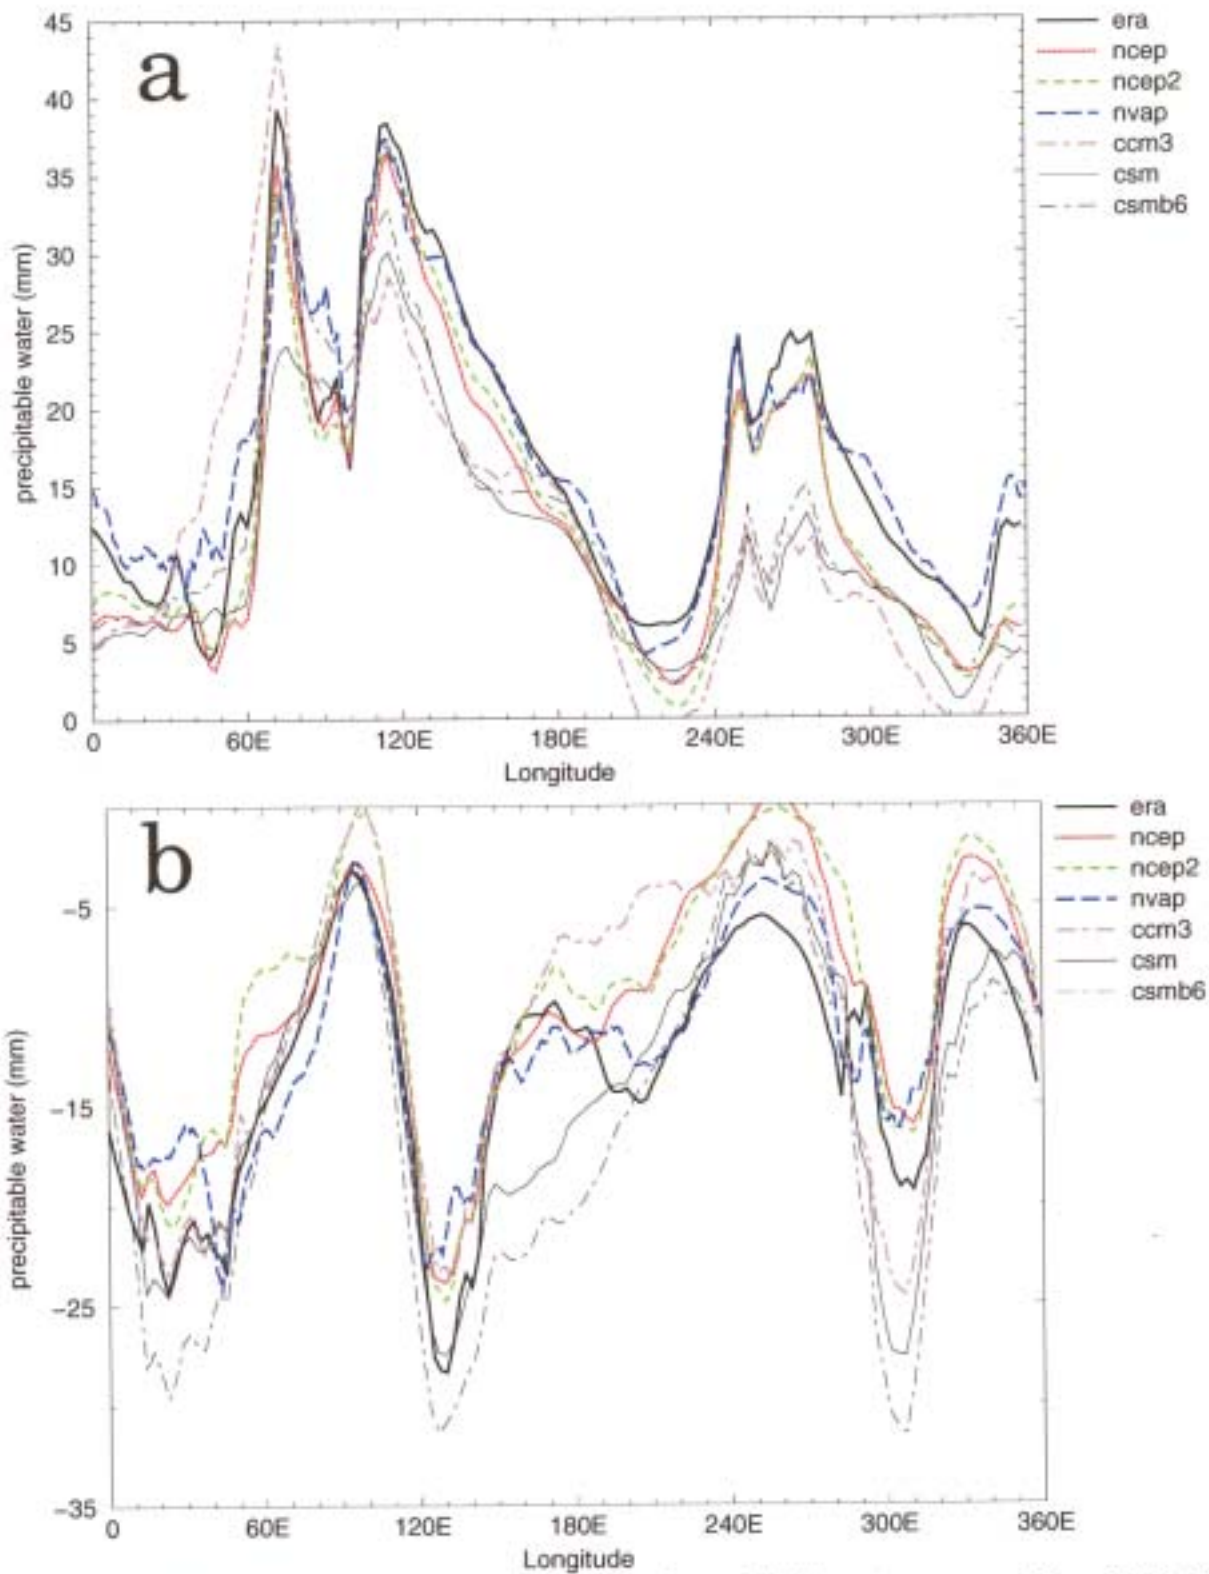 a
45
40
35
30
25
20
15
10
5
0
precipitable water (mm)
0 60E 120E 180E 240E 300E 360E
Longitude
era
ncep
ncep2
nvap
ccm3
csm
csmb6
b
-5
-15
-25
-35
precipitable water (mm)
0 60E 120E 180E 240E 300E 360E
Longitude
era
ncep
ncep2
nvap
ccm3
csm
csmb6